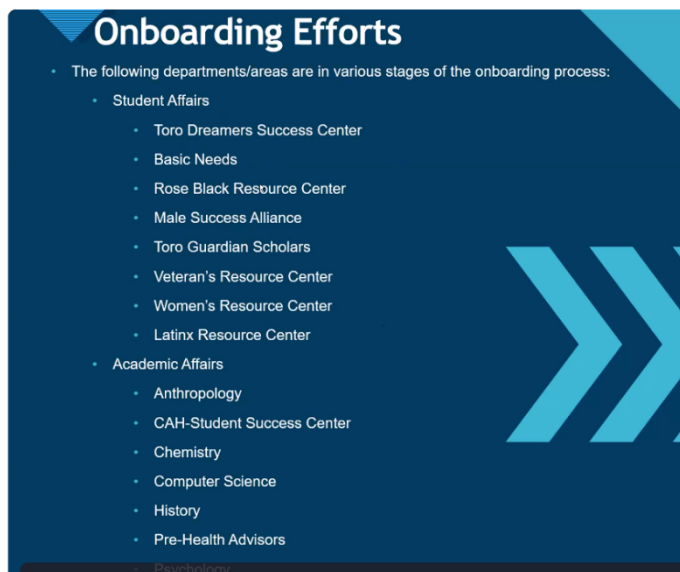 Onboarding Efforts
• The following departments/areas are in various stages of the onboarding process:
• Student Affairs
• Toro Dreamers Success Center
• Basic Needs
• Rose Black Resource Center
• Male Success Alliance
• Toro Guardian Scholars
• Veteran's Resource Center
• Women's Resource Center
• Latinx Resource Center
• Academic Affairs
• Anthropology
• CAH-Student Success Center
• Chemistry
• Computer Science
• History
• Pre-Health Advisors
• Psychology